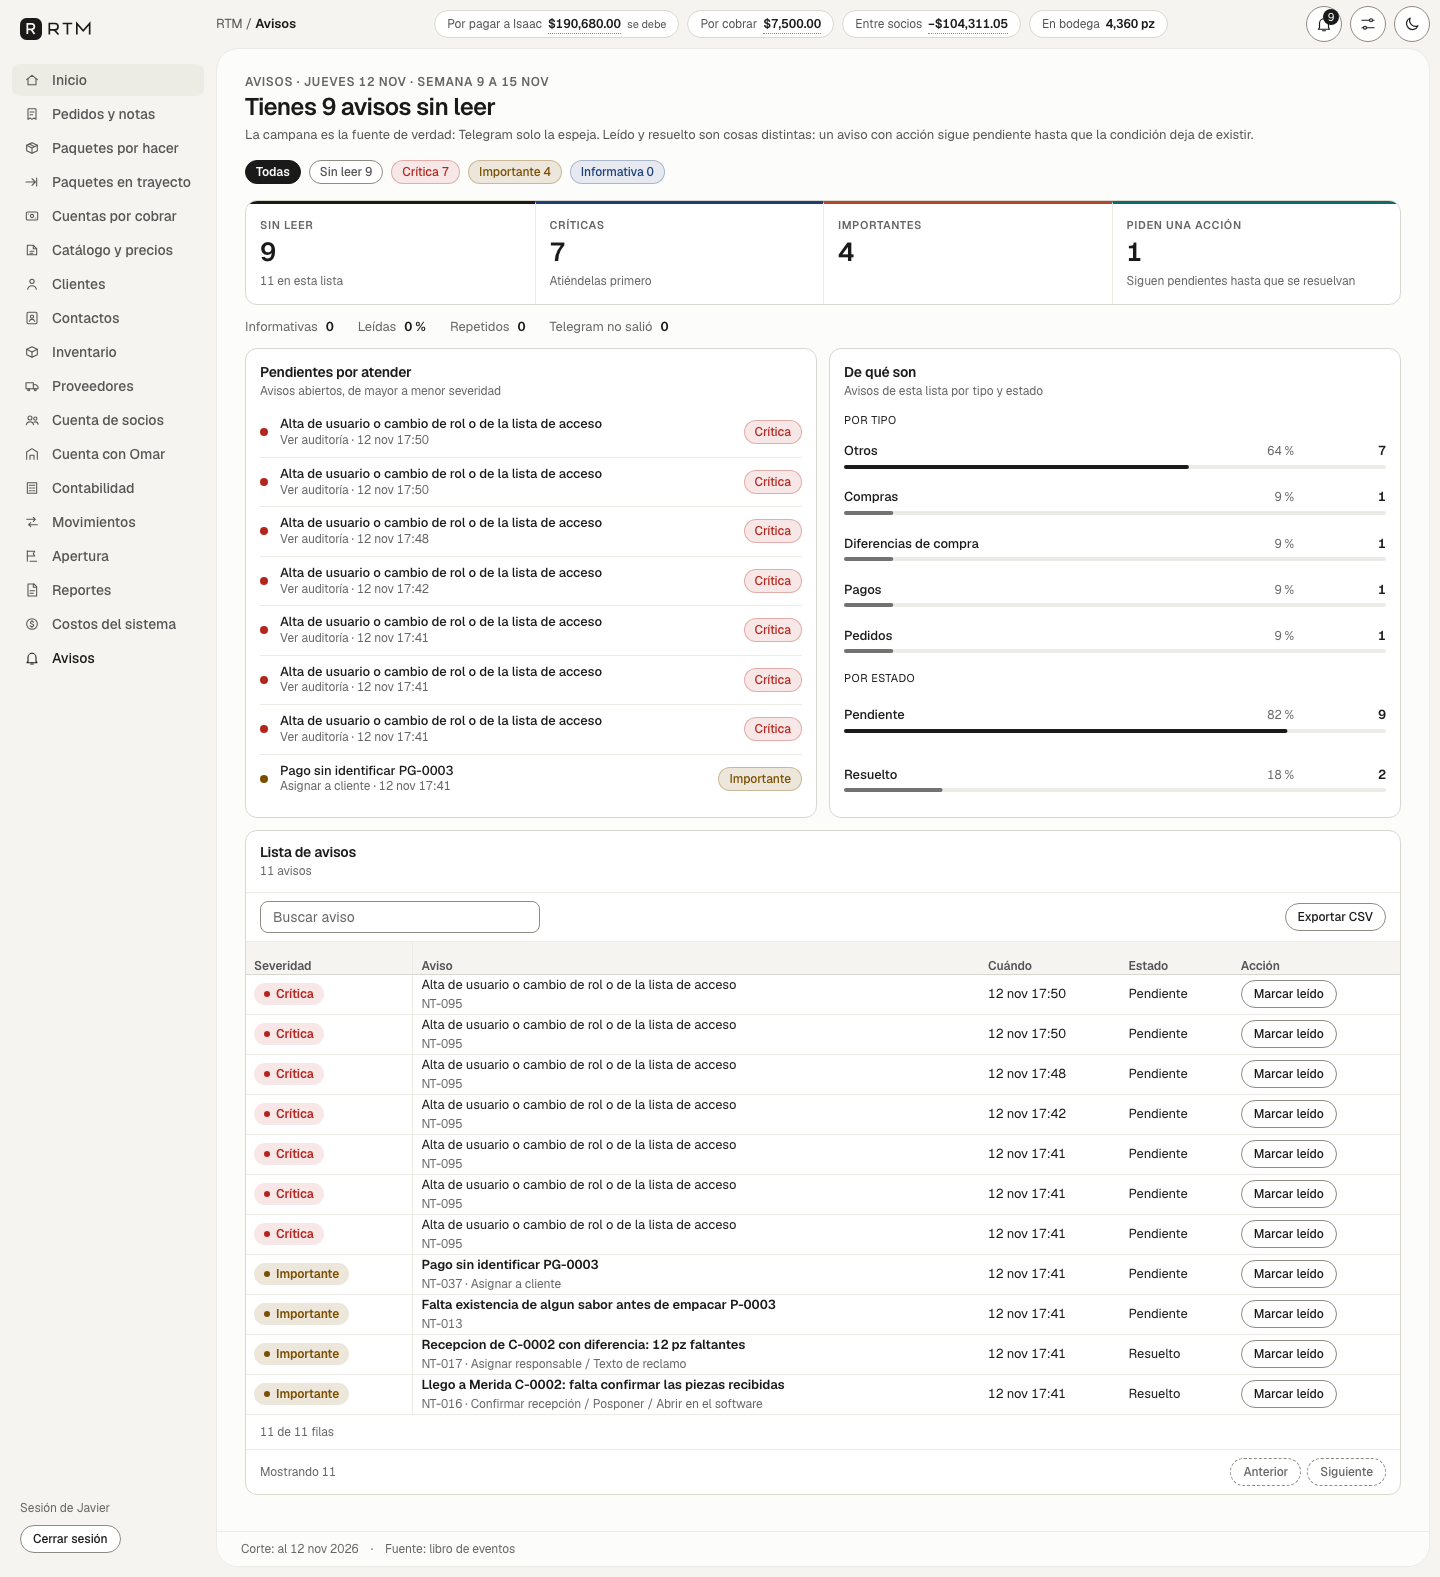 R RTM
RTM / Avisos
Por pagar a Isaac $190,680.00 se debe
Por cobrar $7,500.00
Entre socios −$104,311.05
En bodega 4,360 pz
9
Inicio
Pedidos y notas
Paquetes por hacer
Paquetes en trayecto
Cuentas por cobrar
Catálogo y precios
Clientes
Contactos
Inventario
Proveedores
Cuenta de socios
Cuenta con Omar
Contabilidad
Movimientos
Apertura
Reportes
Costos del sistema
Avisos
Sesión de Javier
Cerrar sesión
AVISOS · JUEVES 12 NOV · SEMANA 9 A 15 NOV
Tienes 9 avisos sin leer
La campana es la fuente de verdad: Telegram solo la espeja. Leído y resuelto son cosas distintas: un aviso con acción sigue pendiente hasta que la condición deja de existir.
Todas
Sin leer 9
Crítica 7
Importante 4
Informativa 0
SIN LEER
9
11 en esta lista
CRÍTICAS
7
Atiéndelas primero
IMPORTANTES
4
PIDEN UNA ACCIÓN
1
Siguen pendientes hasta que se resuelvan
Informativas 0
Leídas 0 %
Repetidos 0
Telegram no salió 0
Pendientes por atender
Avisos abiertos, de mayor a menor severidad
Alta de usuario o cambio de rol o de la lista de acceso
Ver auditoría · 12 nov 17:50
Crítica
Alta de usuario o cambio de rol o de la lista de acceso
Ver auditoría · 12 nov 17:50
Crítica
Alta de usuario o cambio de rol o de la lista de acceso
Ver auditoría · 12 nov 17:48
Crítica
Alta de usuario o cambio de rol o de la lista de acceso
Ver auditoría · 12 nov 17:42
Crítica
Alta de usuario o cambio de rol o de la lista de acceso
Ver auditoría · 12 nov 17:41
Crítica
Alta de usuario o cambio de rol o de la lista de acceso
Ver auditoría · 12 nov 17:41
Crítica
Alta de usuario o cambio de rol o de la lista de acceso
Ver auditoría · 12 nov 17:41
Crítica
Pago sin identificar PG-0003
Asignar a cliente · 12 nov 17:41
Importante
De qué son
Avisos de esta lista por tipo y estado
POR TIPO
Otros 64 % 7
Compras 9 % 1
Diferencias de compra 9 % 1
Pagos 9 % 1
Pedidos 9 % 1
POR ESTADO
Pendiente 82 % 9
Resuelto 18 % 2
Lista de avisos
11 avisos
Buscar aviso
Exportar CSV
Severidad Aviso Cuándo Estado Acción
Crítica Alta de usuario o cambio de rol o de la lista de acceso 12 nov 17:50 Pendiente Marcar leído
NT-095
Crítica Alta de usuario o cambio de rol o de la lista de acceso 12 nov 17:50 Pendiente Marcar leído
NT-095
Crítica Alta de usuario o cambio de rol o de la lista de acceso 12 nov 17:48 Pendiente Marcar leído
NT-095
Crítica Alta de usuario o cambio de rol o de la lista de acceso 12 nov 17:42 Pendiente Marcar leído
NT-095
Crítica Alta de usuario o cambio de rol o de la lista de acceso 12 nov 17:41 Pendiente Marcar leído
NT-095
Crítica Alta de usuario o cambio de rol o de la lista de acceso 12 nov 17:41 Pendiente Marcar leído
NT-095
Crítica Alta de usuario o cambio de rol o de la lista de acceso 12 nov 17:41 Pendiente Marcar leído
NT-095
Importante Pago sin identificar PG-0003 12 nov 17:41 Pendiente Marcar leído
NT-037 · Asignar a cliente
Importante Falta existencia de algun sabor antes de empacar P-0003 12 nov 17:41 Pendiente Marcar leído
NT-013
Importante Recepcion de C-0002 con diferencia: 12 pz faltantes 12 nov 17:41 Resuelto Marcar leído
NT-017 · Asignar responsable / Texto de reclamo
Importante Llego a Merida C-0002: falta confirmar las piezas recibidas 12 nov 17:41 Resuelto Marcar leído
NT-016 · Confirmar recepción / Posponer / Abrir en el software
11 de 11 filas
Mostrando 11
Anterior
Siguiente
Corte: al 12 nov 2026 · Fuente: libro de eventos